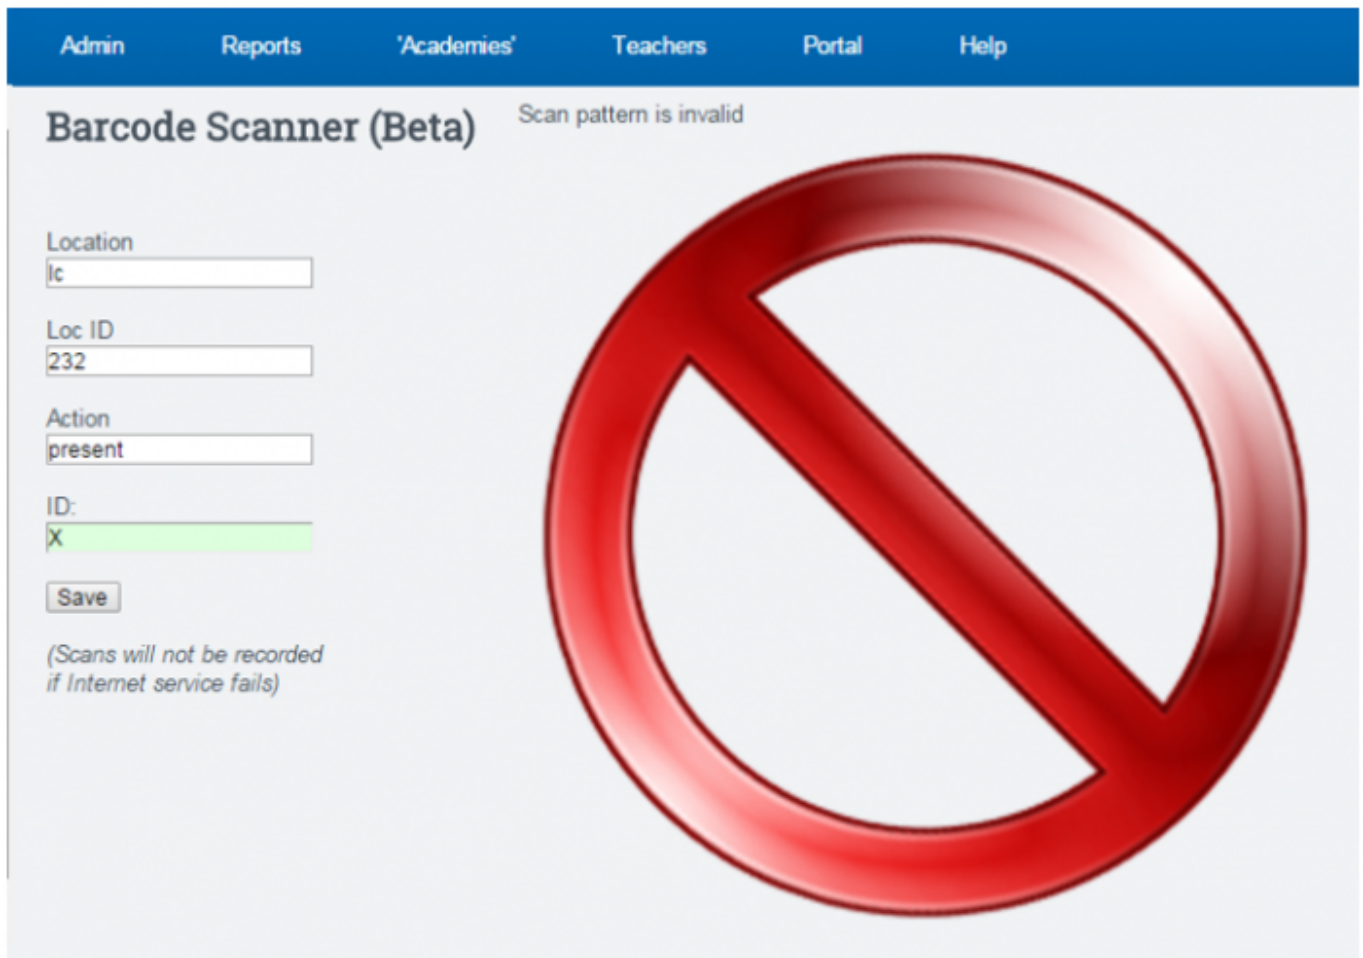 Admin Reports 'Academies' Teachers Portal Help
Barcode Scanner (Beta)
Scan pattern is invalid
Location
lc
Loc ID
232
Action
present
ID:
X
Save
(Scans will not be recorded
if Internet service fails)